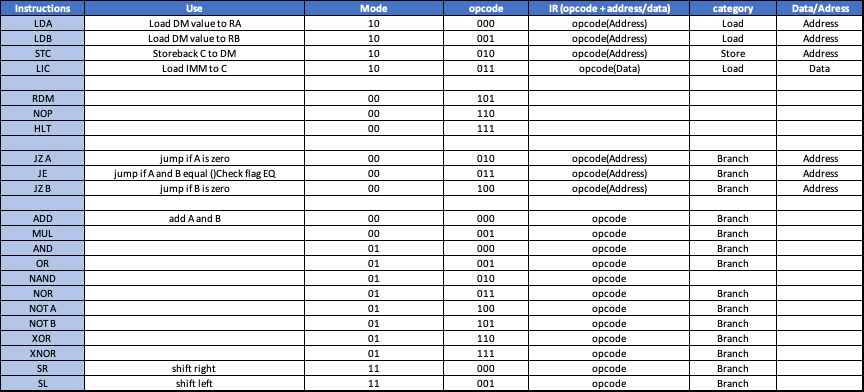 Instructions Use Mode opcode IR (opcode + address/data) category Data/Adress
LDA Load DM value to RA 10 000 opcode(Address) Load Address
LDB Load DM value to RB 10 001 opcode(Address) Load Address
STC Storeback C to DM 10 010 opcode(Address) Store Address
LIC Load IMM to C 10 011 opcode(Data) Load Data
RDM 00 101
NOP 00 110
HLT 00 111
JZ A jump if A is zero 00 010 opcode(Address) Branch Address
JE jump if A and B equal ()Check flag EQ 00 011 opcode(Address) Branch Address
JZ B jump if B is zero 00 100 opcode(Address) Branch Address
ADD add A and B 00 000 opcode Branch
MUL 00 001 opcode Branch
AND 01 000 opcode Branch
OR 01 001 opcode Branch
NAND 01 010 opcode
NOR 01 011 opcode Branch
NOT A 01 100 opcode Branch
NOT B 01 101 opcode Branch
XOR 01 110 opcode Branch
XNOR 01 111 opcode Branch
SR shift right 11 000 opcode Branch
SL shift left 11 001 opcode Branch